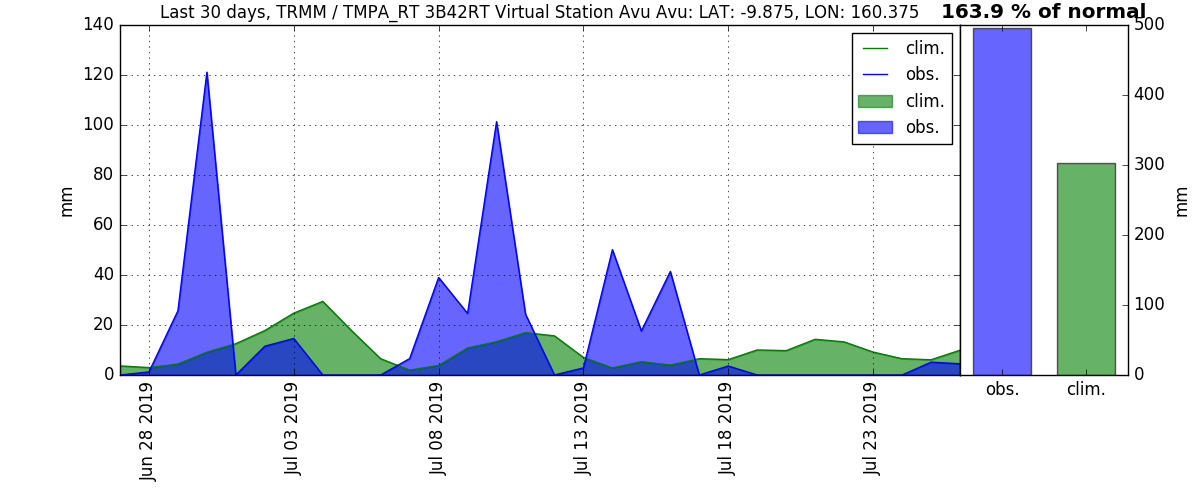 Last 30 days, TRMM / TMPA_RT 3B42RT Virtual Station Avu Avu: LAT: -9.875, LON: 160.375
163.9 % of normal
140
120
100
80
60
40
20
0
mm
clim.
obs.
clim.
obs.
500
400
300
200
100
0
mm
Jun 28 2019
Jul 03 2019
Jul 08 2019
Jul 13 2019
Jul 18 2019
Jul 23 2019
obs.
clim.